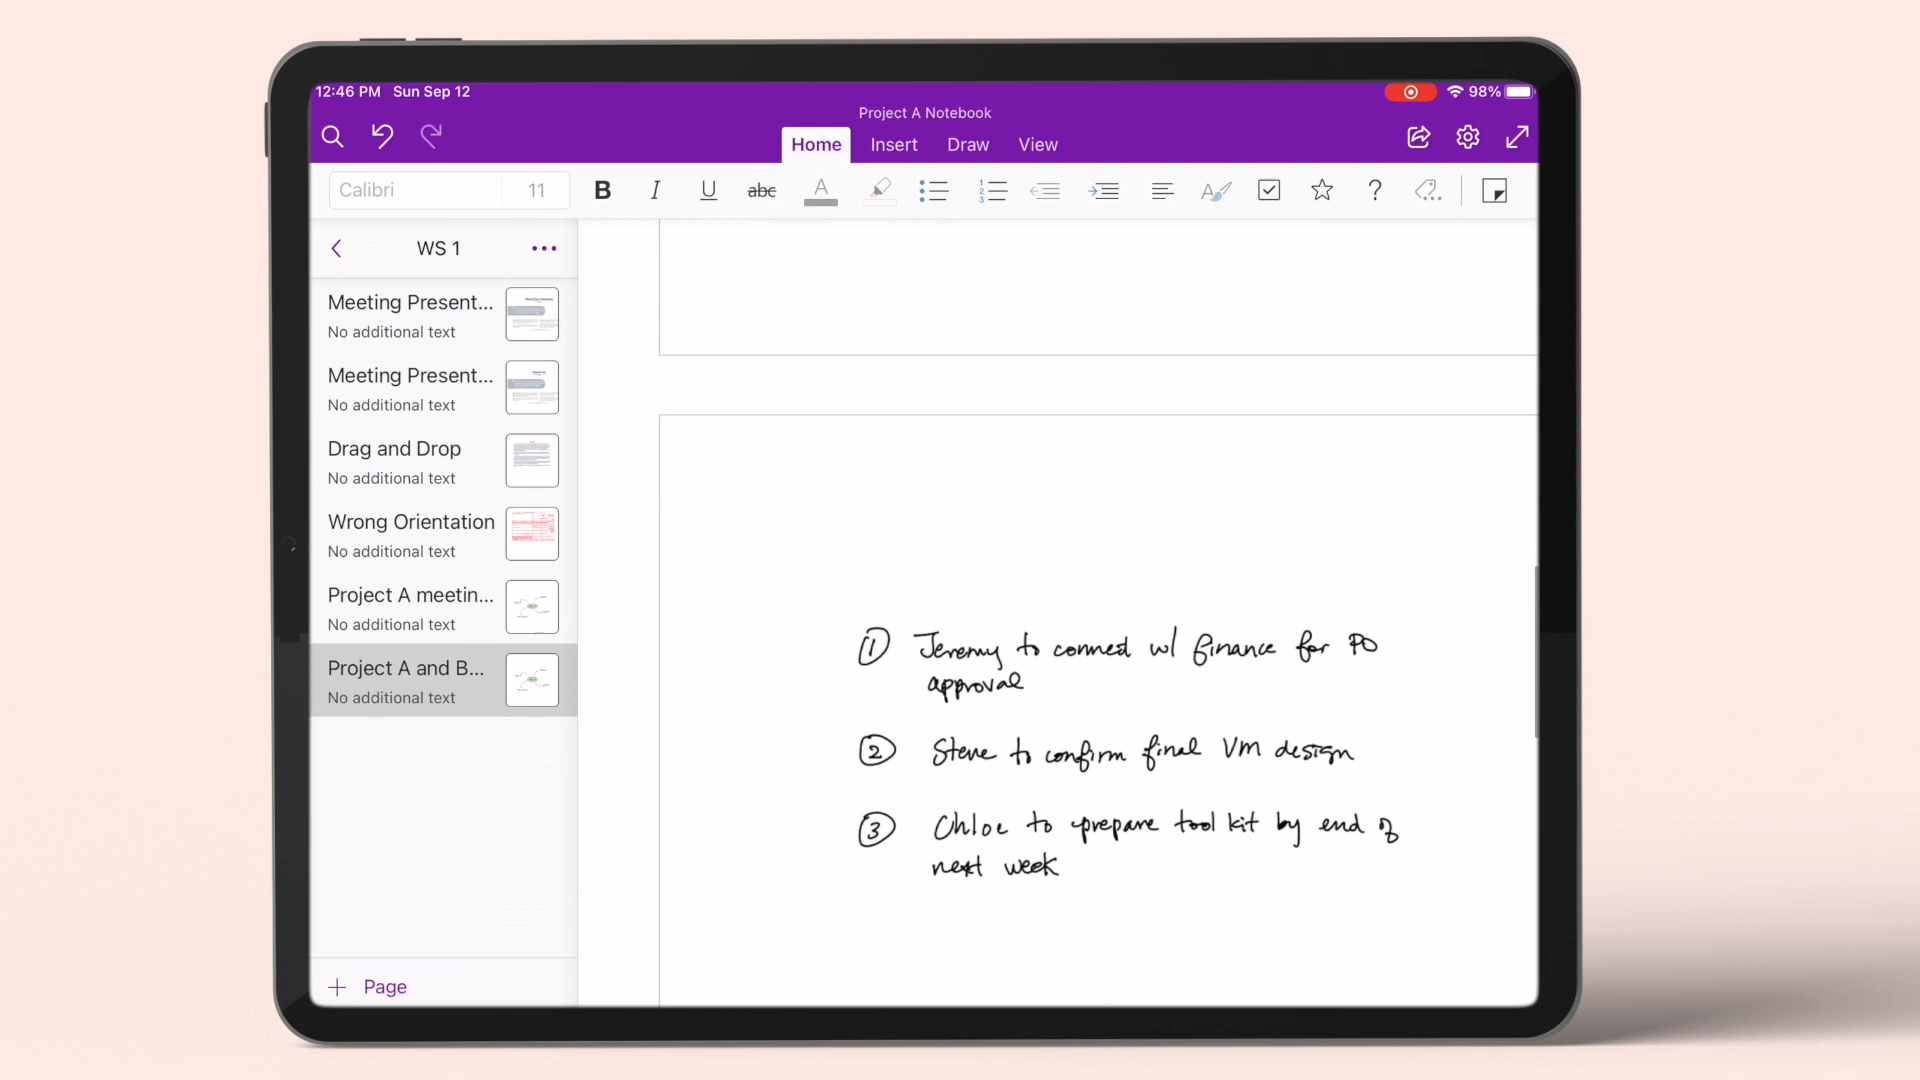 12:46 PM Sun Sep 12
98%
Project A Notebook
Home Insert Draw View
Calibri 11 B I U abc A
WS 1
Meeting Present...
No additional text
Meeting Present...
No additional text
Drag and Drop
No additional text
Wrong Orientation
No additional text
Project A meetin...
No additional text
Project A and B...
No additional text
Page
1 Jeremy to connect w/ finance for PO
approval
2 Steve to confirm final VM design
3 Chloe to prepare tool kit by end of
next week